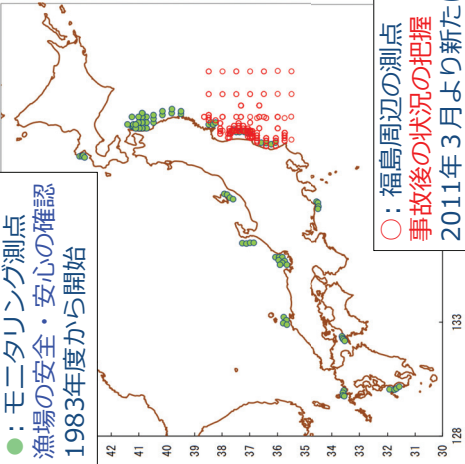 ●：モニタリング測点
漁場の安全・安心の確認
1983年度から開始
○：福島周辺の測点
事故後の状況の把握
2011年3月より新た
42
41
40
39
38
37
36
35
34
33
32
31
30
128
133